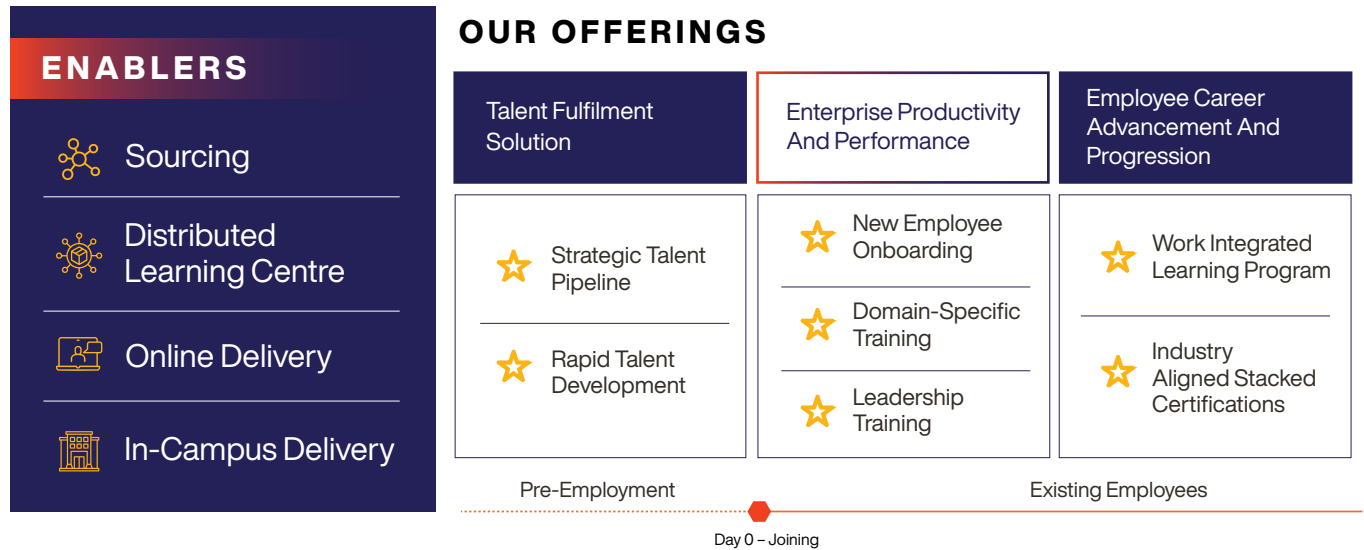 ENABLERS
Sourcing
Distributed
Learning Centre
Online Delivery
In-Campus Delivery
OUR OFFERINGS
Talent Fulfilment
Solution
Strategic Talent
Pipeline
Rapid Talent
Development
Enterprise Productivity
And Performance
New Employee
Onboarding
Domain-Specific
Training
Leadership
Training
Employee Career
Advancement And
Progression
Work Integrated
Learning Program
Industry
Aligned Stacked
Certifications
Pre-Employment
Existing Employees
Day 0 – Joining